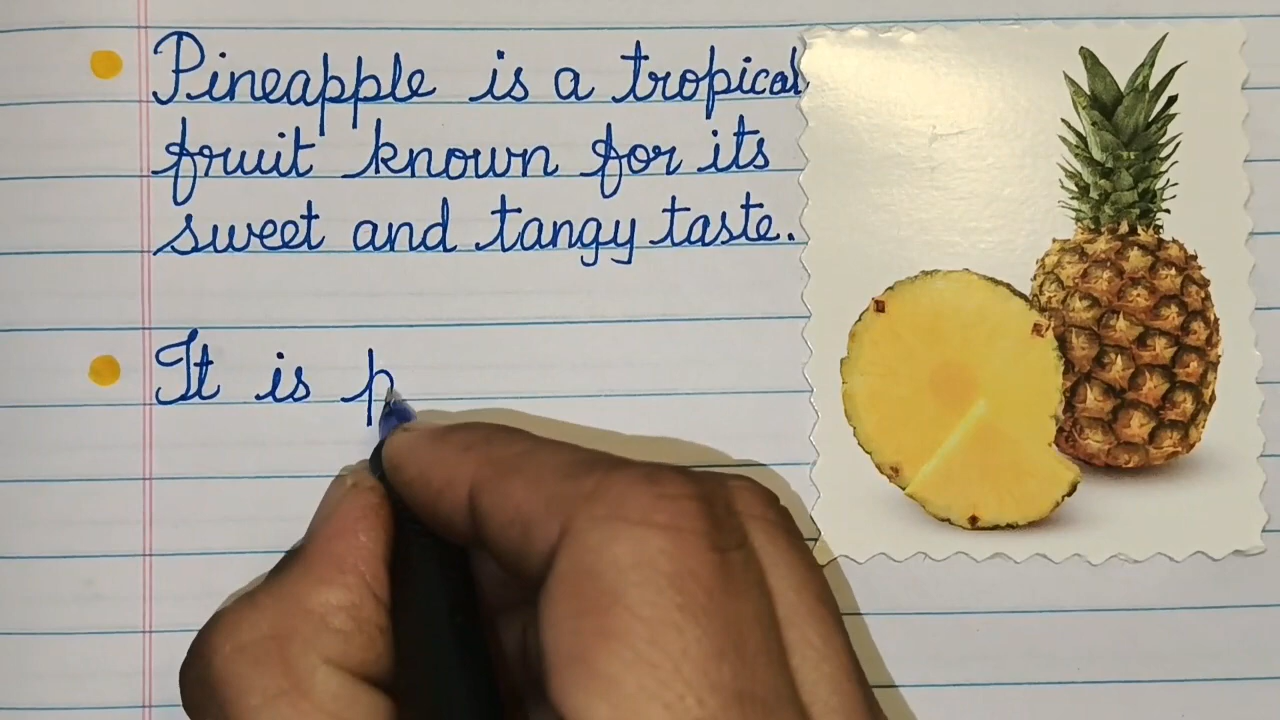 Pineapple is a tropical
fruit known for its
sweet and tangy taste.
It is p